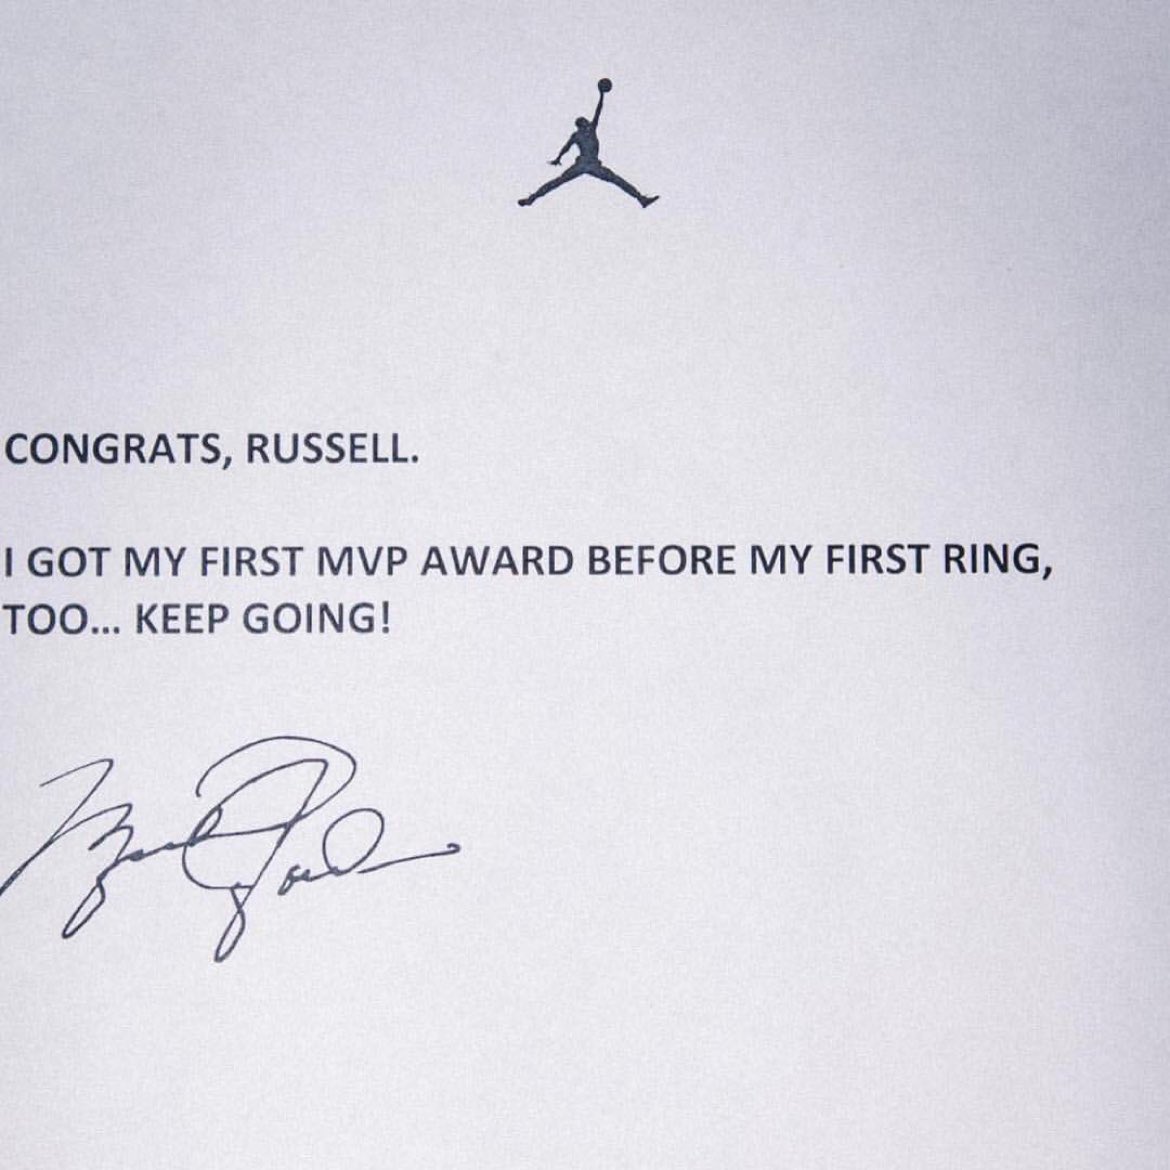 CONGRATS, RUSSELL.
I GOT MY FIRST MVP AWARD BEFORE MY FIRST RING,
TOO... KEEP GOING!
Michael Jordan